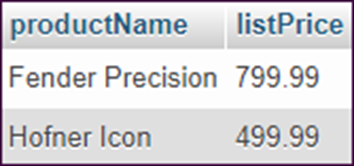 productName listPrice
Fender Precision 799.99
Hofner Icon 499.99